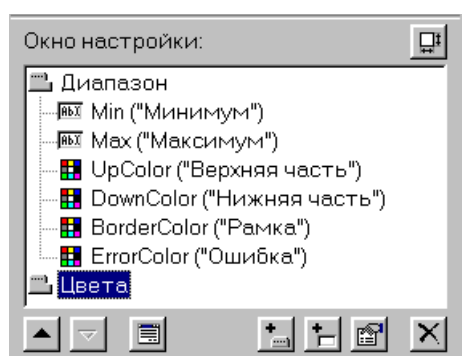 Окно настройки:
Диапазон
Min ("Минимум")
Max ("Максимум")
UpColor ("Верхняя часть")
DownColor ("Нижняя часть")
BorderColor ("Рамка")
ErrorColor ("Ошибка")
Цвета